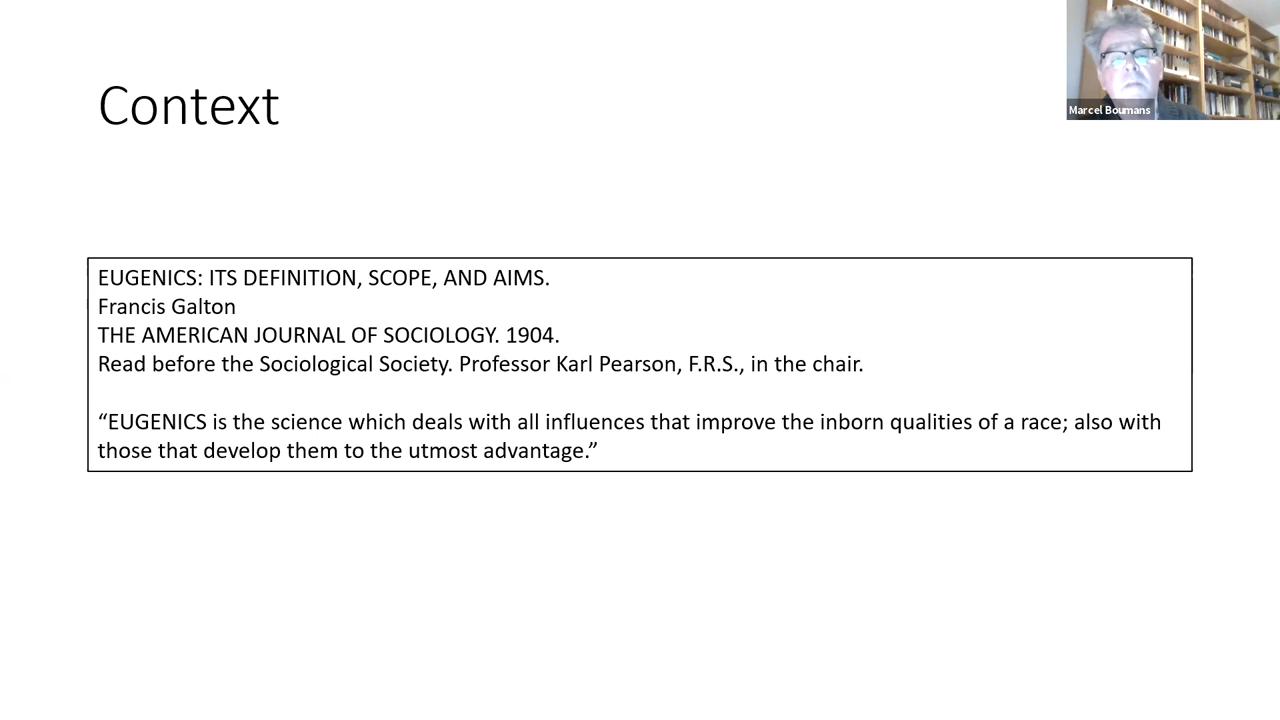 Context
Marcel Boumans
EUGENICS: ITS DEFINITION, SCOPE, AND AIMS.
Francis Galton
THE AMERICAN JOURNAL OF SOCIOLOGY. 1904.
Read before the Sociological Society. Professor Karl Pearson, F.R.S., in the chair.
“EUGENICS is the science which deals with all influences that improve the inborn qualities of a race; also with
those that develop them to the utmost advantage.”